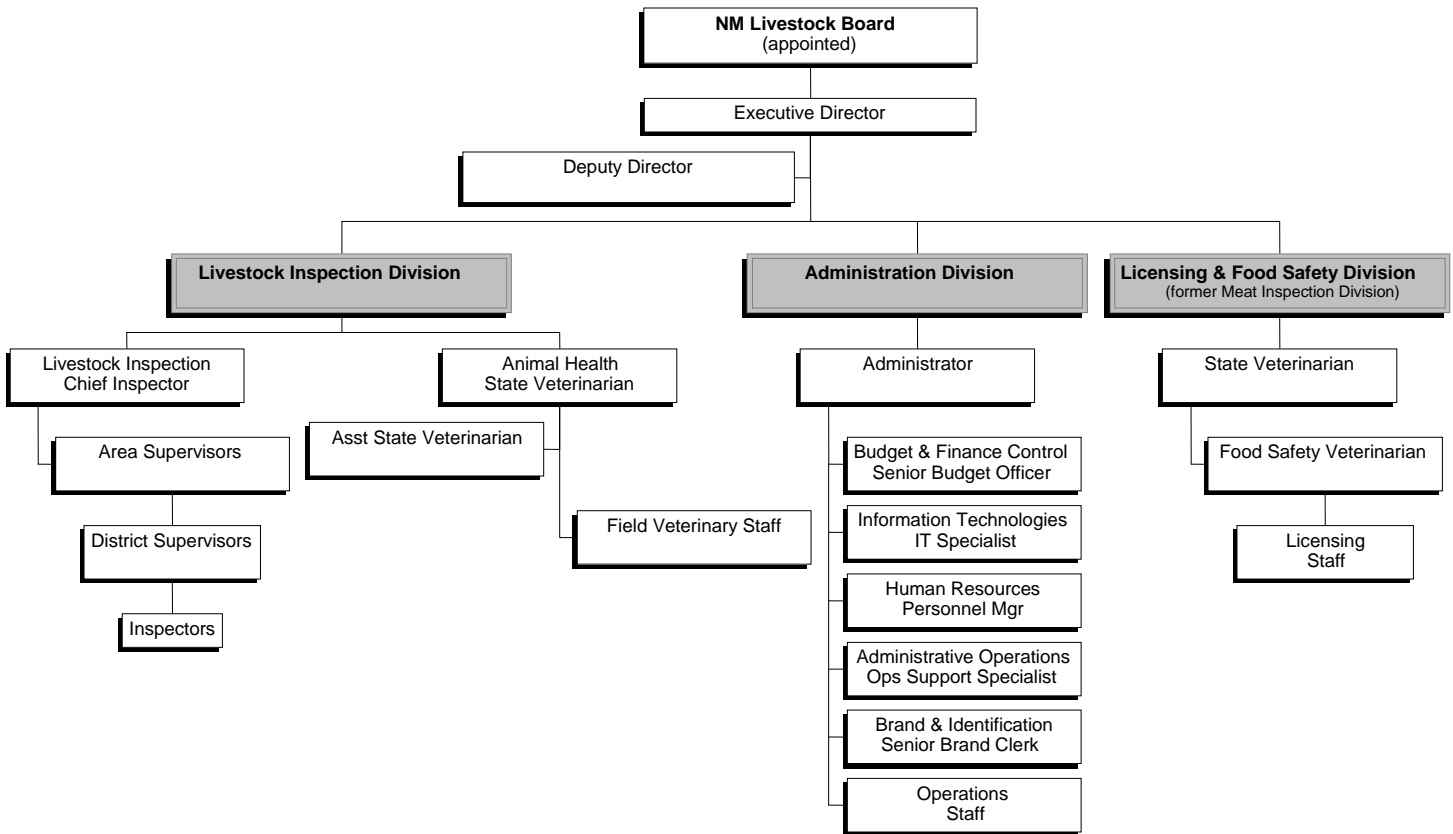 NM Livestock Board
(appointed)
Executive Director
Deputy Director
Livestock Inspection Division
Administration Division
Licensing & Food Safety Division
(former Meat Inspection Division)
Livestock Inspection
Chief Inspector
Animal Health
State Veterinarian
Administrator
State Veterinarian
Area Supervisors
Asst State Veterinarian
Budget & Finance Control
Senior Budget Officer
Food Safety Veterinarian
District Supervisors
Field Veterinary Staff
Information Technologies
IT Specialist
Licensing
Staff
Inspectors
Human Resources
Personnel Mgr
Administrative Operations
Ops Support Specialist
Brand & Identification
Senior Brand Clerk
Operations
Staff